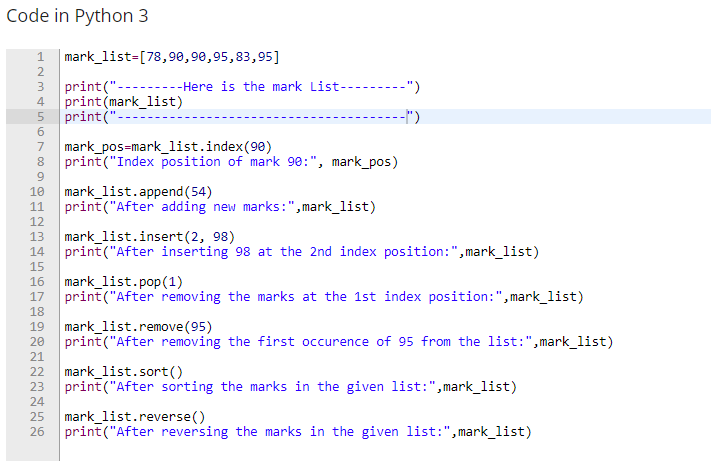 Code in Python 3
1 mark_list=[78,90,90,95,83,95]
2
3 print("---------Here is the mark List---------")
4 print(mark_list)
5 print("---------------------------------------")
6
7 mark_pos=mark_list.index(90)
8 print("Index position of mark 90:", mark_pos)
9
10 mark_list.append(54)
11 print("After adding new marks:",mark_list)
12
13 mark_list.insert(2, 98)
14 print("After inserting 98 at the 2nd index position:",mark_list)
15
16 mark_list.pop(1)
17 print("After removing the marks at the 1st index position:",mark_list)
18
19 mark_list.remove(95)
20 print("After removing the first occurence of 95 from the list:",mark_list)
21
22 mark_list.sort()
23 print("After sorting the marks in the given list:",mark_list)
24
25 mark_list.reverse()
26 print("After reversing the marks in the given list:",mark_list)